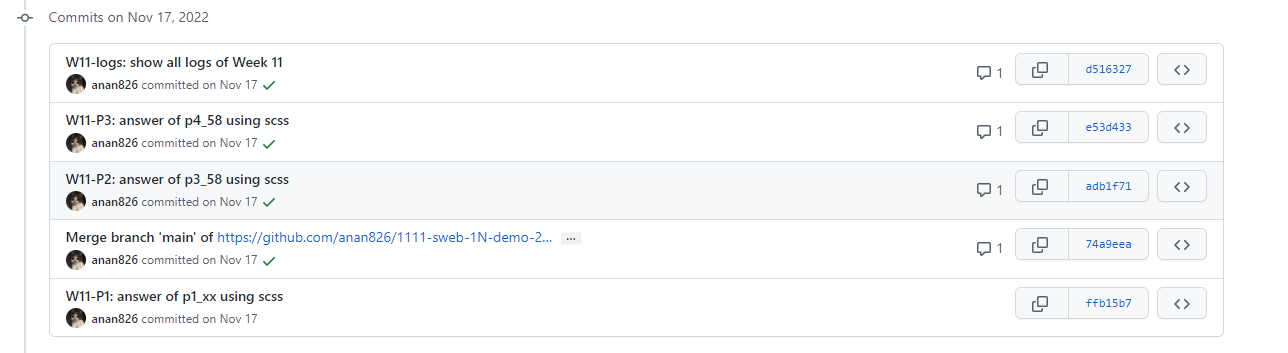 Commits on Nov 17, 2022
W11-logs: show all logs of Week 11
anan826 committed on Nov 17
1
d516327
W11-P3: answer of p4_58 using scss
anan826 committed on Nov 17
1
e53d433
W11-P2: answer of p3_58 using scss
anan826 committed on Nov 17
1
adb1f71
Merge branch 'main' of https://github.com/anan826/1111-sweb-1N-demo-2... ...
anan826 committed on Nov 17
1
74a9eea
W11-P1: answer of p1_xx using scss
anan826 committed on Nov 17
ffb15b7